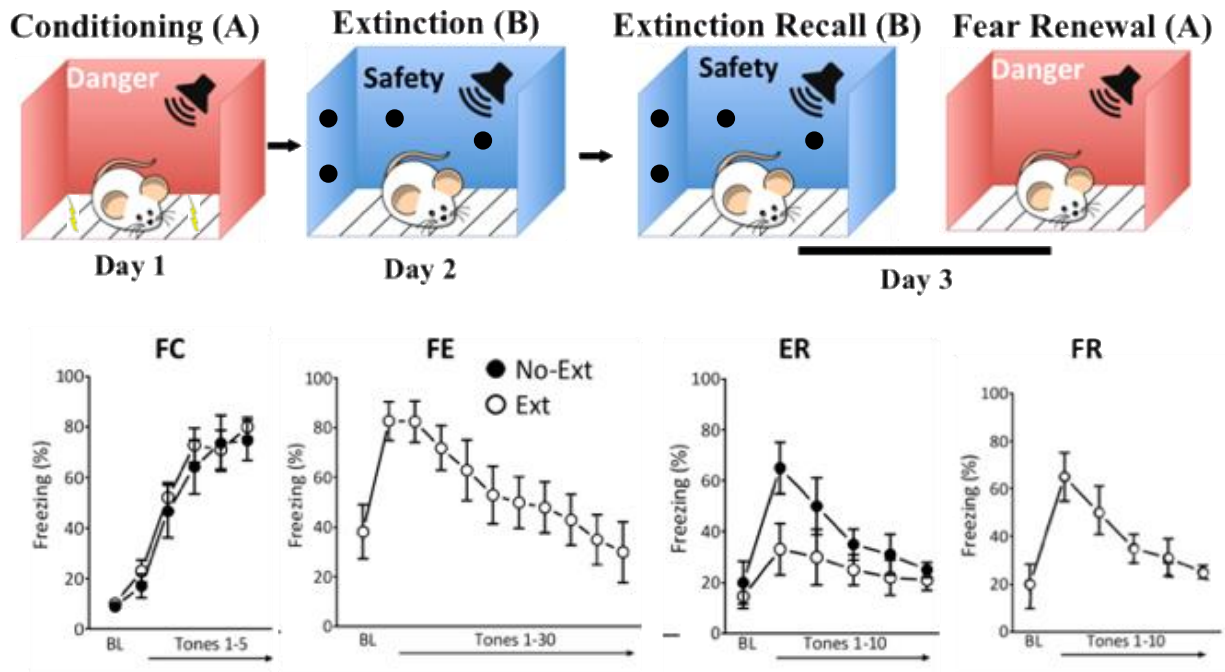 Conditioning (A)
Extinction (B)
Extinction Recall (B)
Fear Renewal (A)
Danger
Safety
Safety
Danger
Day 1
Day 2
Day 3
FC
100
80
60
40
20
0
Freezing (%)
BL
Tones 1-5
FE
No-Ext
Ext
100
80
60
40
20
0
Freezing (%)
BL
Tones 1-30
ER
100
80
60
40
20
0
Freezing (%)
BL
Tones 1-10
FR
100
80
60
40
20
0
Freezing (%)
BL
Tones 1-10